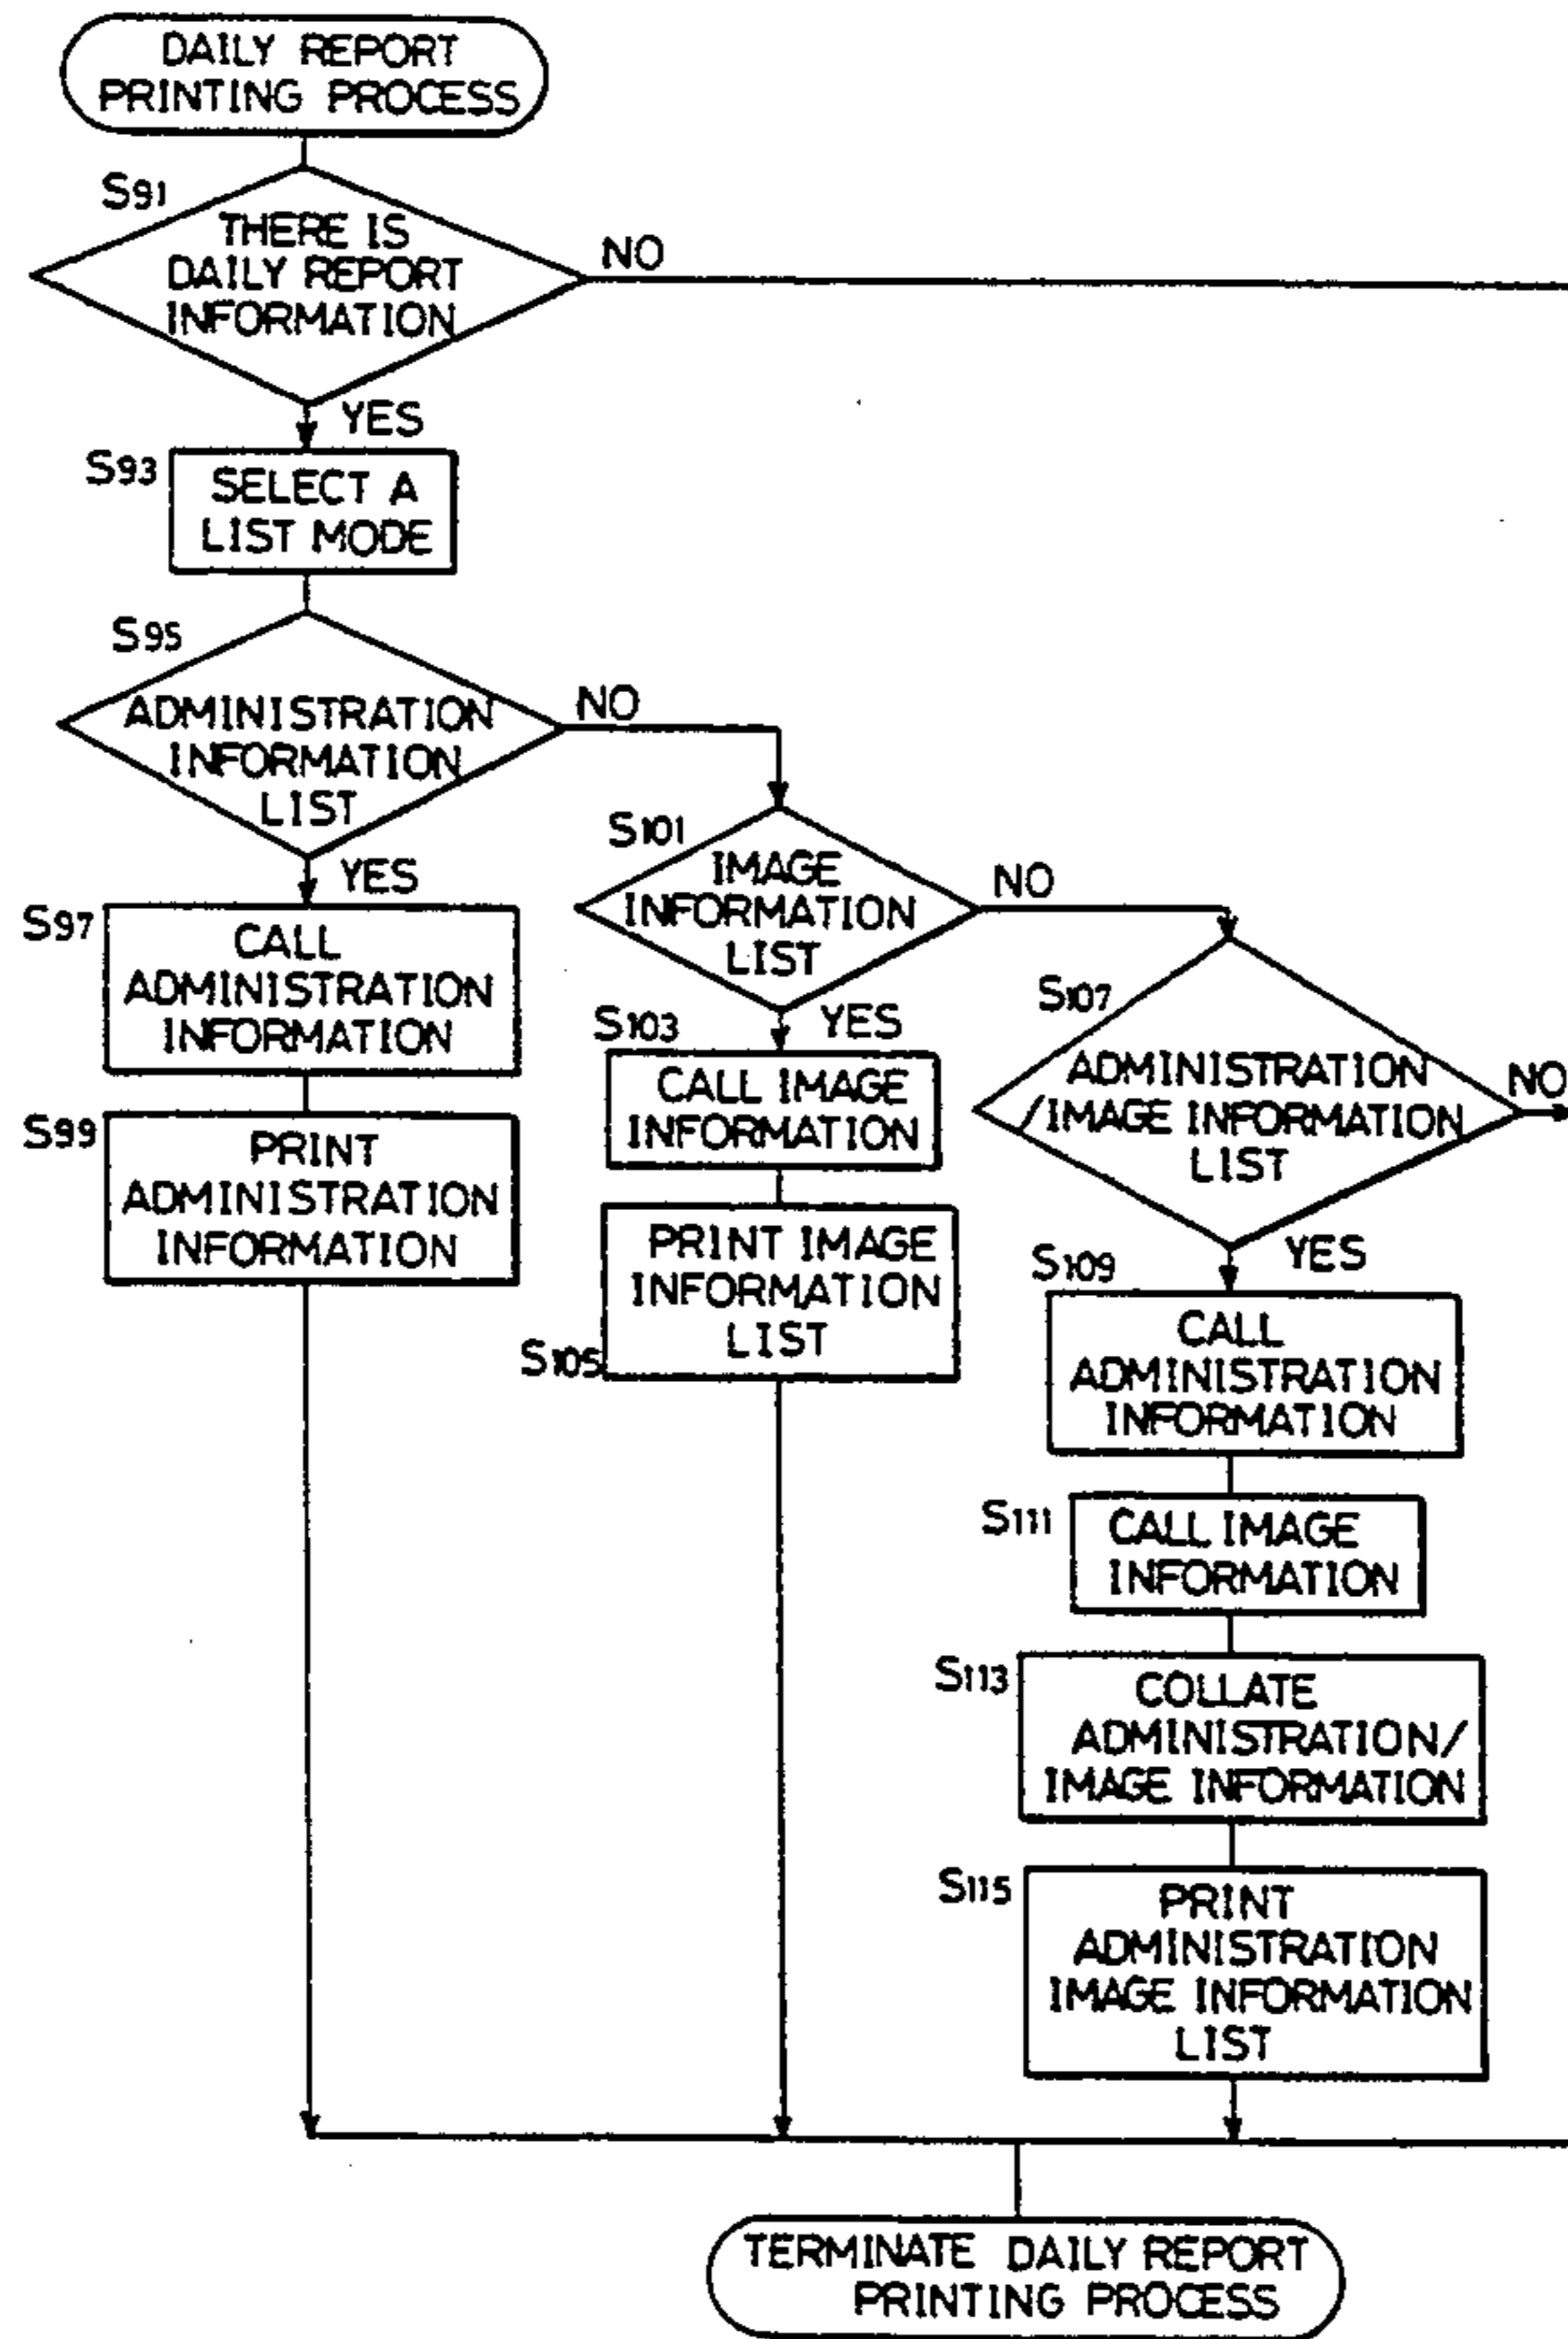 DAILY REPORT
PRINTING PROCESS
S91
THERE IS
DAILY REPORT
INFORMATION
NO
YES
S93
SELECT A
LIST MODE
S95
ADMINISTRATION
INFORMATION
LIST
NO
YES
S97
CALL
ADMINISTRATION
INFORMATION
S99
PRINT
ADMINISTRATION
INFORMATION
S101
IMAGE
INFORMATION
LIST
NO
YES
S103
CALL IMAGE
INFORMATION
PRINT IMAGE
INFORMATION
LIST
S105
S107
ADMINISTRATION
/IMAGE INFORMATION
LIST
NO
YES
S109
CALL
ADMINISTRATION
INFORMATION
S111
CALL IMAGE
INFORMATION
S113
COLLATE
ADMINISTRATION/
IMAGE INFORMATION
S115
PRINT
ADMINISTRATION
IMAGE INFORMATION
LIST
TERMINATE DAILY REPORT
PRINTING PROCESS